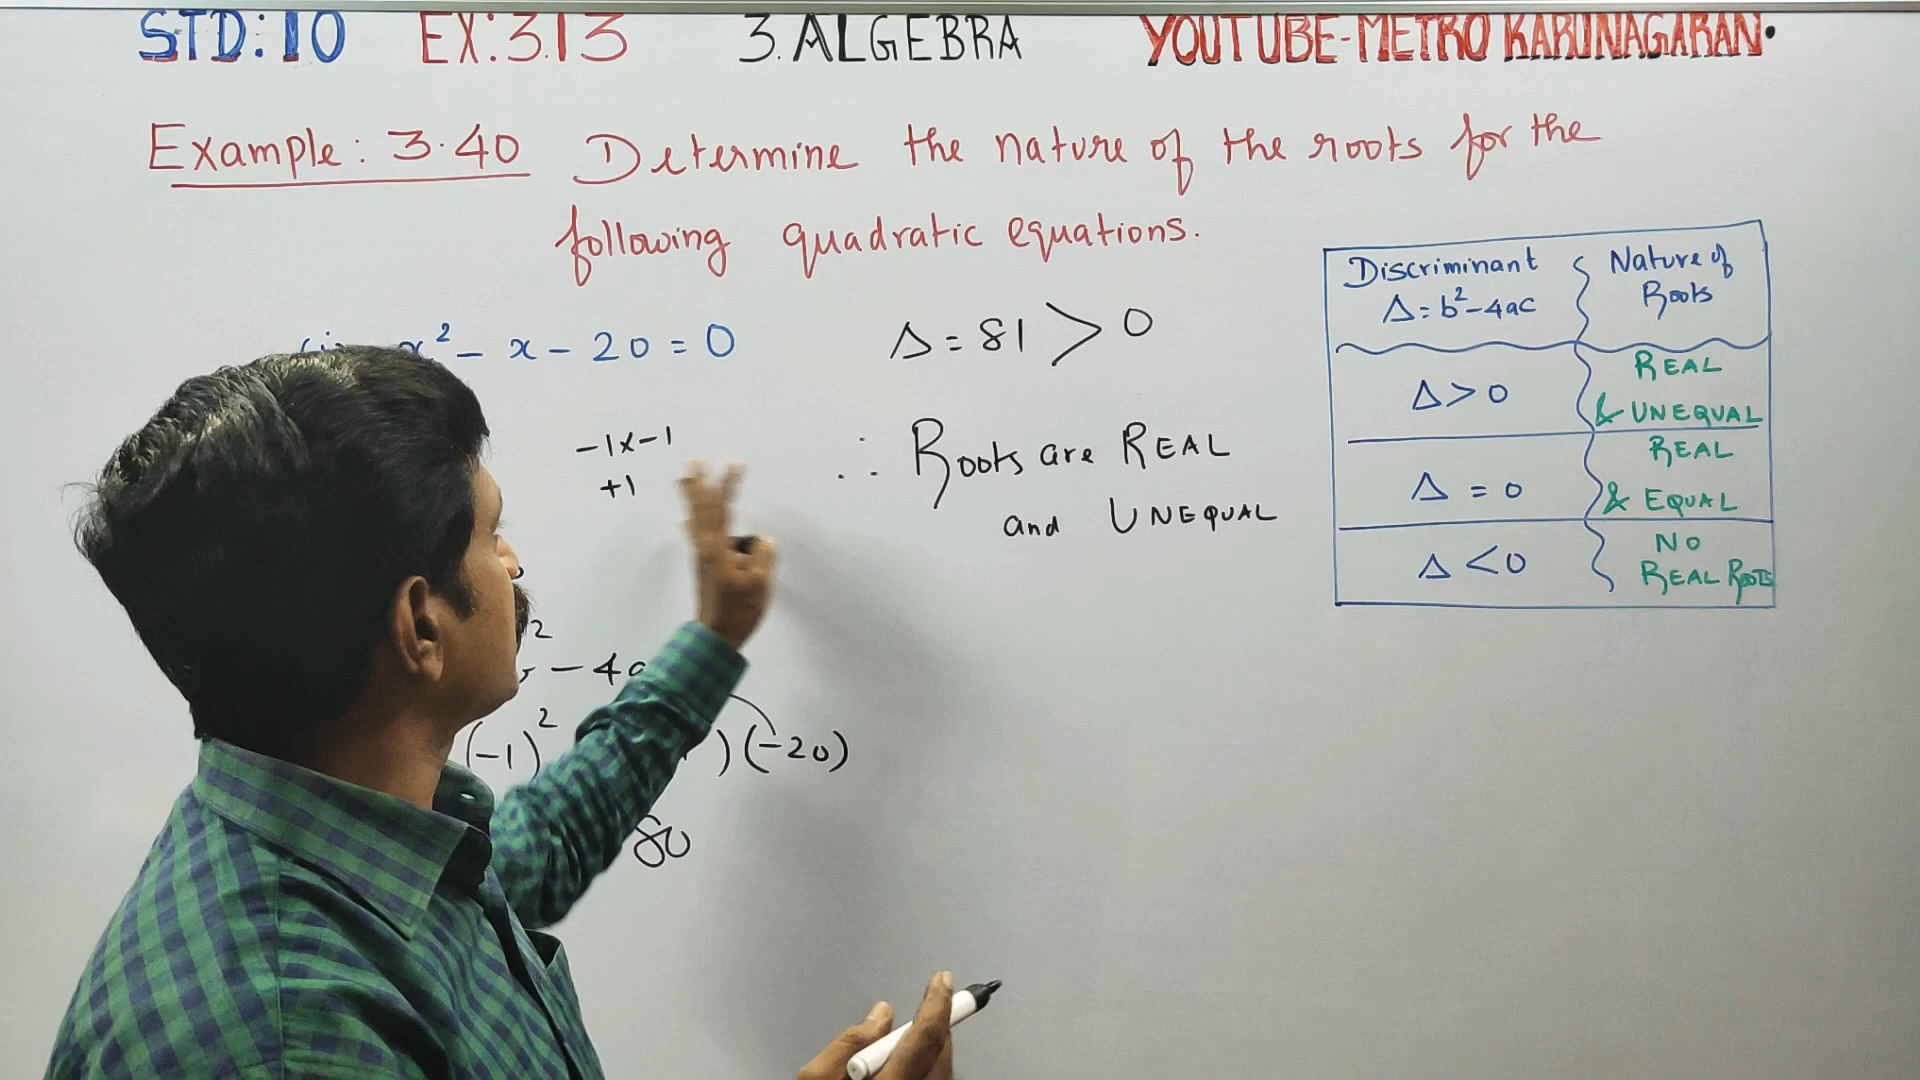 STD:10 EX:3.13 3.ALGEBRA YOUTUBE-METRO KARUNAGARAN.
Example: 3.40 Determine the nature of the roots for the
following quadratic equations.
x² - x - 20 = 0
-1x-1
+1
² - 4a
(-1)² )(-20)
80
Δ = 81 > 0
∴ Roots are REAL
and UNEQUAL
Discriminant Δ = b²-4ac
Nature of Roots
Δ > 0 REAL & UNEQUAL
Δ = 0 REAL & EQUAL
Δ < 0 NO REAL ROOTS